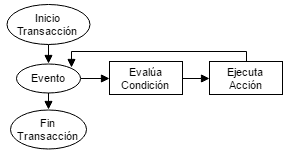 Inicio
Transacción
Evento
Evalúa
Condición
Ejecuta
Acción
Fin
Transacción